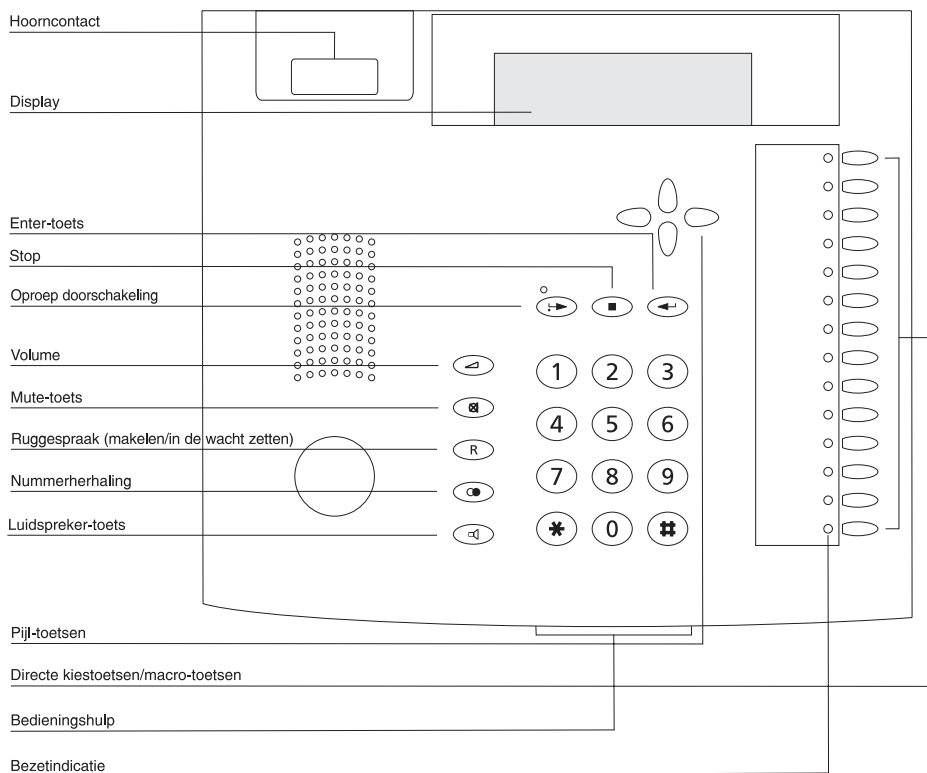 Hoorncontact
Display
Enter-toets
Stop
Oproep doorschakeling
Volume
Mute-toets
Ruggespraak (makelen/in de wacht zetten)
Nummerherhaling
Luidspreker-toets
1 2 3
4 5 6
R
7 8 9
* 0 #
Pijl-toetsen
Directe kiestoetsen/macro-toetsen
Bedieningshulp
Bezetindicatie